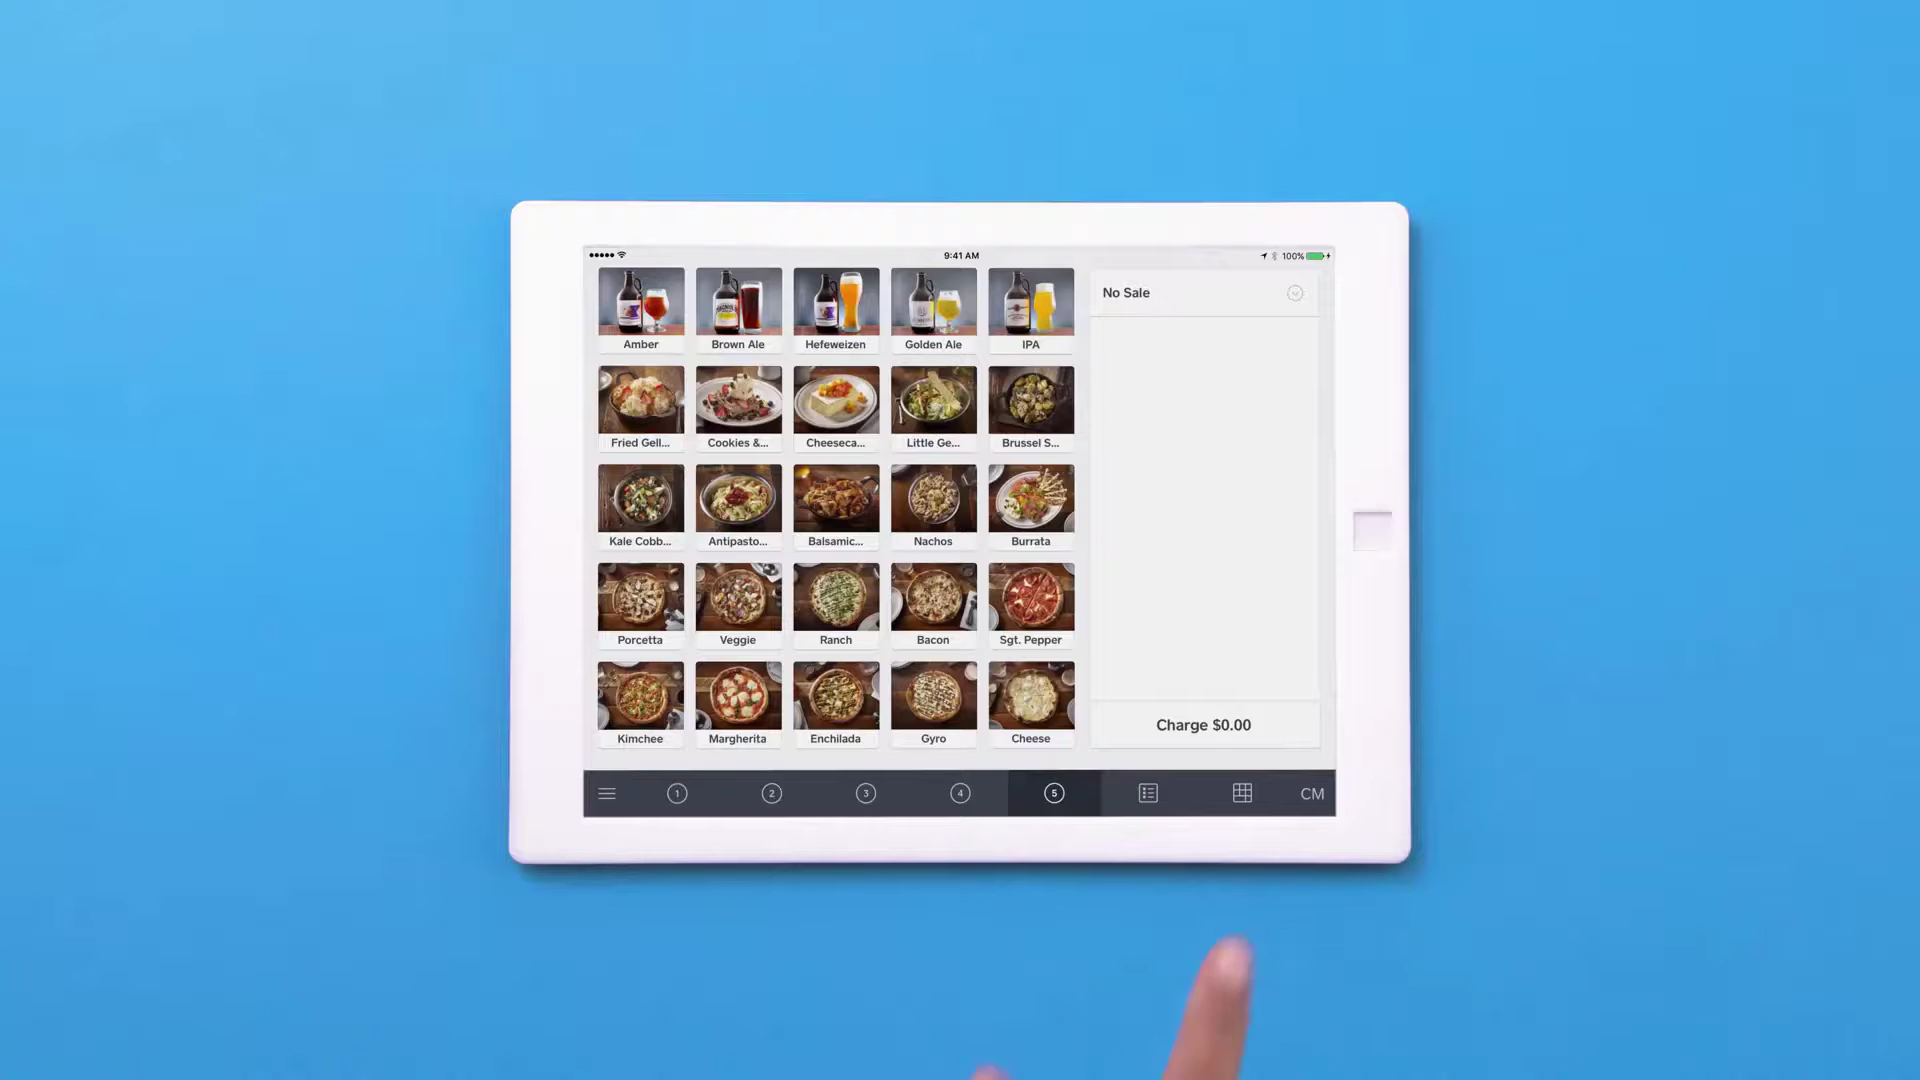 9:41 AM 100%
Amber Brown Ale Hefeweizen Golden Ale IPA No Sale
Fried Gell... Cookies &... Cheeseca... Little Ge... Brussel S...
Kale Cobb... Antipasto... Balsamic... Nachos Burrata
Porcetta Veggie Ranch Bacon Sgt. Pepper
Kimchee Margherita Enchilada Gyro Cheese
Charge $0.00
1 2 3 4 5 CM